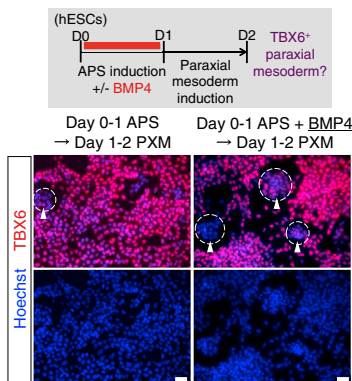 (hESCs)
D0 D1 D2
APS induction
+/- BMP4
Paraxial
mesoderm
induction
TBX6⁺
paraxial
mesoderm?
Day 0-1 APS
→ Day 1-2 PXM
Day 0-1 APS + BMP4
→ Day 1-2 PXM
Hoechst TBX6